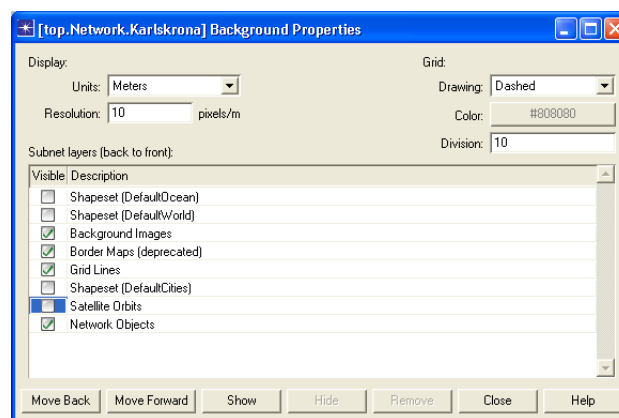 [top.Network.Karlskrona] Background Properties
Display:
Grid:
Units: Meters
Drawing: Dashed
Resolution: 10 pixels/m
Color: #808080
Division: 10
Subnet layers (back to front):
Visible Description
Shapeset (DefaultOcean)
Shapeset (DefaultWorld)
Background Images
Border Maps (deprecated)
Grid Lines
Shapeset (DefaultCities)
Satellite Orbits
Network Objects
Move Back Move Forward Show Hide Remove Close Help